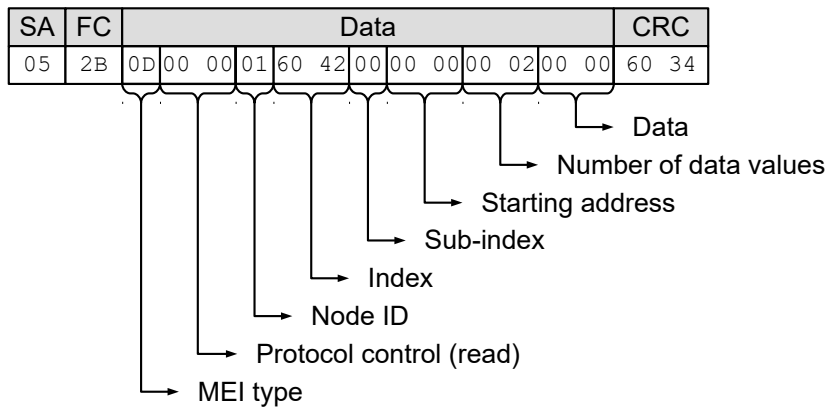 SA FC Data CRC
05 2B 0D 00 00 01 60 42 00 00 00 00 02 00 00 60 34
Data
Number of data values
Starting address
Sub-index
Index
Node ID
Protocol control (read)
MEI type